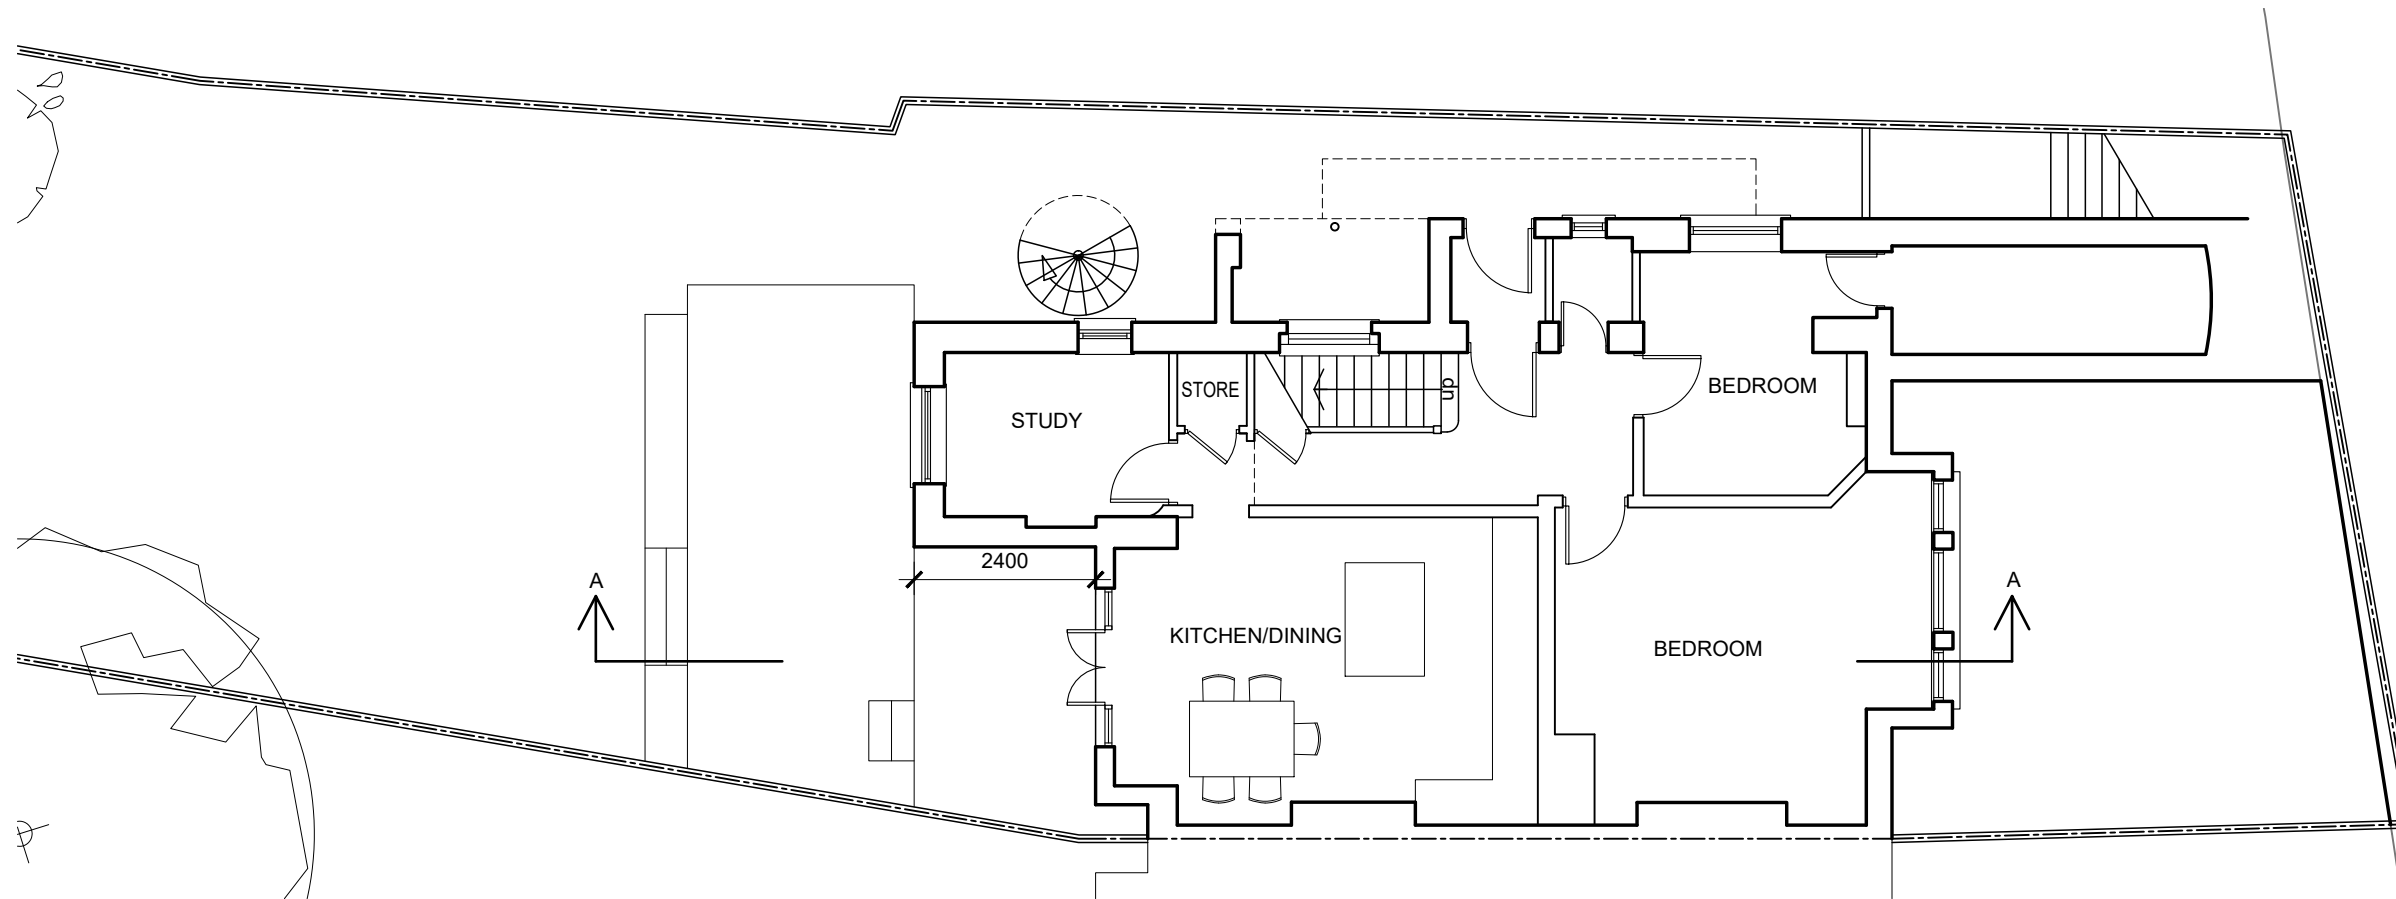 STUDY
STORE
up
BEDROOM
2400
A
A
KITCHEN/DINING
BEDROOM